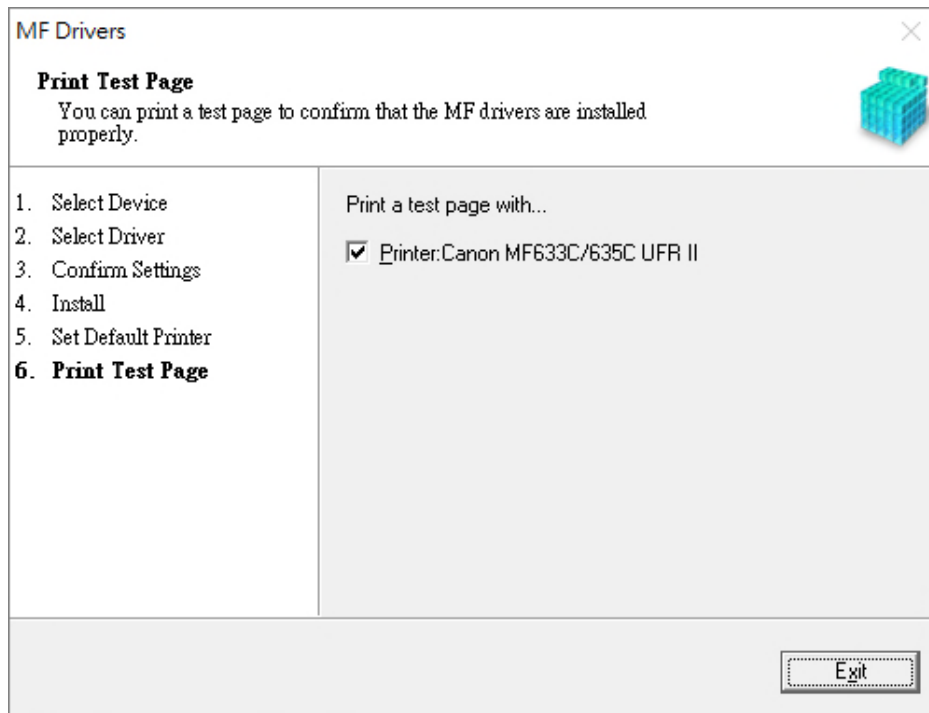 MF Drivers
Print Test Page
You can print a test page to confirm that the MF drivers are installed
properly.
1. Select Device
2. Select Driver
3. Confirm Settings
4. Install
5. Set Default Printer
6. Print Test Page
Print a test page with...
Printer:Canon MF633C/635C UFR II
Exit